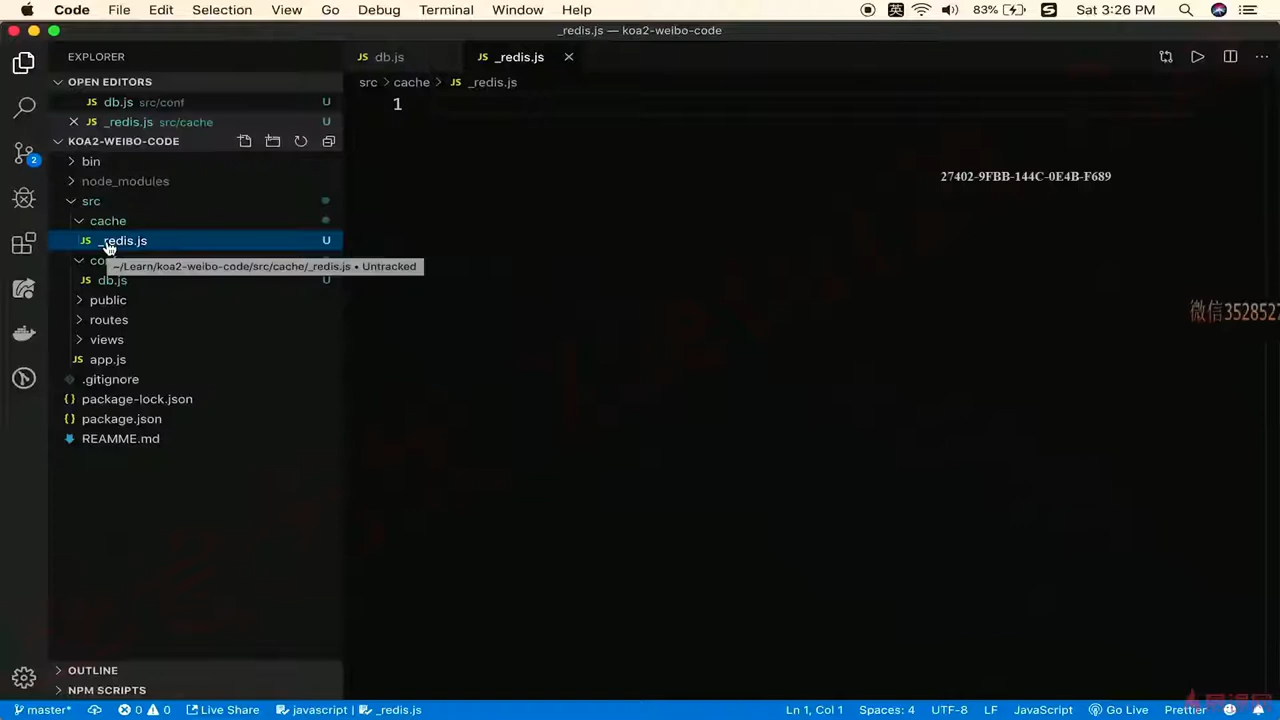 Code File Edit Selection View Go Debug Terminal Window Help 英 83% S Sat 3:26 PM
_redis.js — koa2-weibo-code
EXPLORER
JS db.js JS _redis.js
OPEN EDITORS
src > cache > JS _redis.js
JS db.js src/conf U
1
JS _redis.js src/cache U
KOA2-WEIBO-CODE
bin
2
27402-9FBB-144C-0E4B-F689
node_modules
src
cache
JS _redis.js U
~/Learn/koa2-weibo-code/src/cache/_redis.js • Untracked
JS db.js U
public
微信3528527
routes
views
JS app.js
.gitignore
{} package-lock.json
{} package.json
REAMME.md
OUTLINE
NPM SCRIPTS
master* 0 0 Live Share javascript | _redis.js Ln 1, Col 1 Spaces: 4 UTF-8 LF JavaScript Go Live Prettier